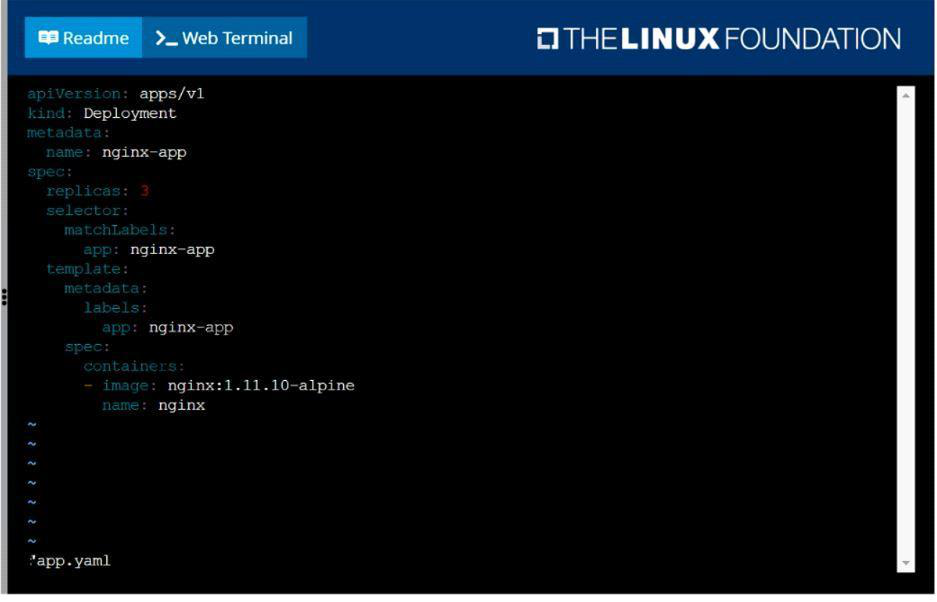 Readme
>_ Web Terminal
THE LINUX FOUNDATION
apiVersion: apps/v1
kind: Deployment
metadata:
  name: nginx-app
spec:
  replicas: 3
  selector:
    matchLabels:
      app: nginx-app
  template:
    metadata:
      labels:
        app: nginx-app
    spec:
      containers:
      - image: nginx:1.11.10-alpine
        name: nginx
~
~
~
~
~
~
~
"app.yaml